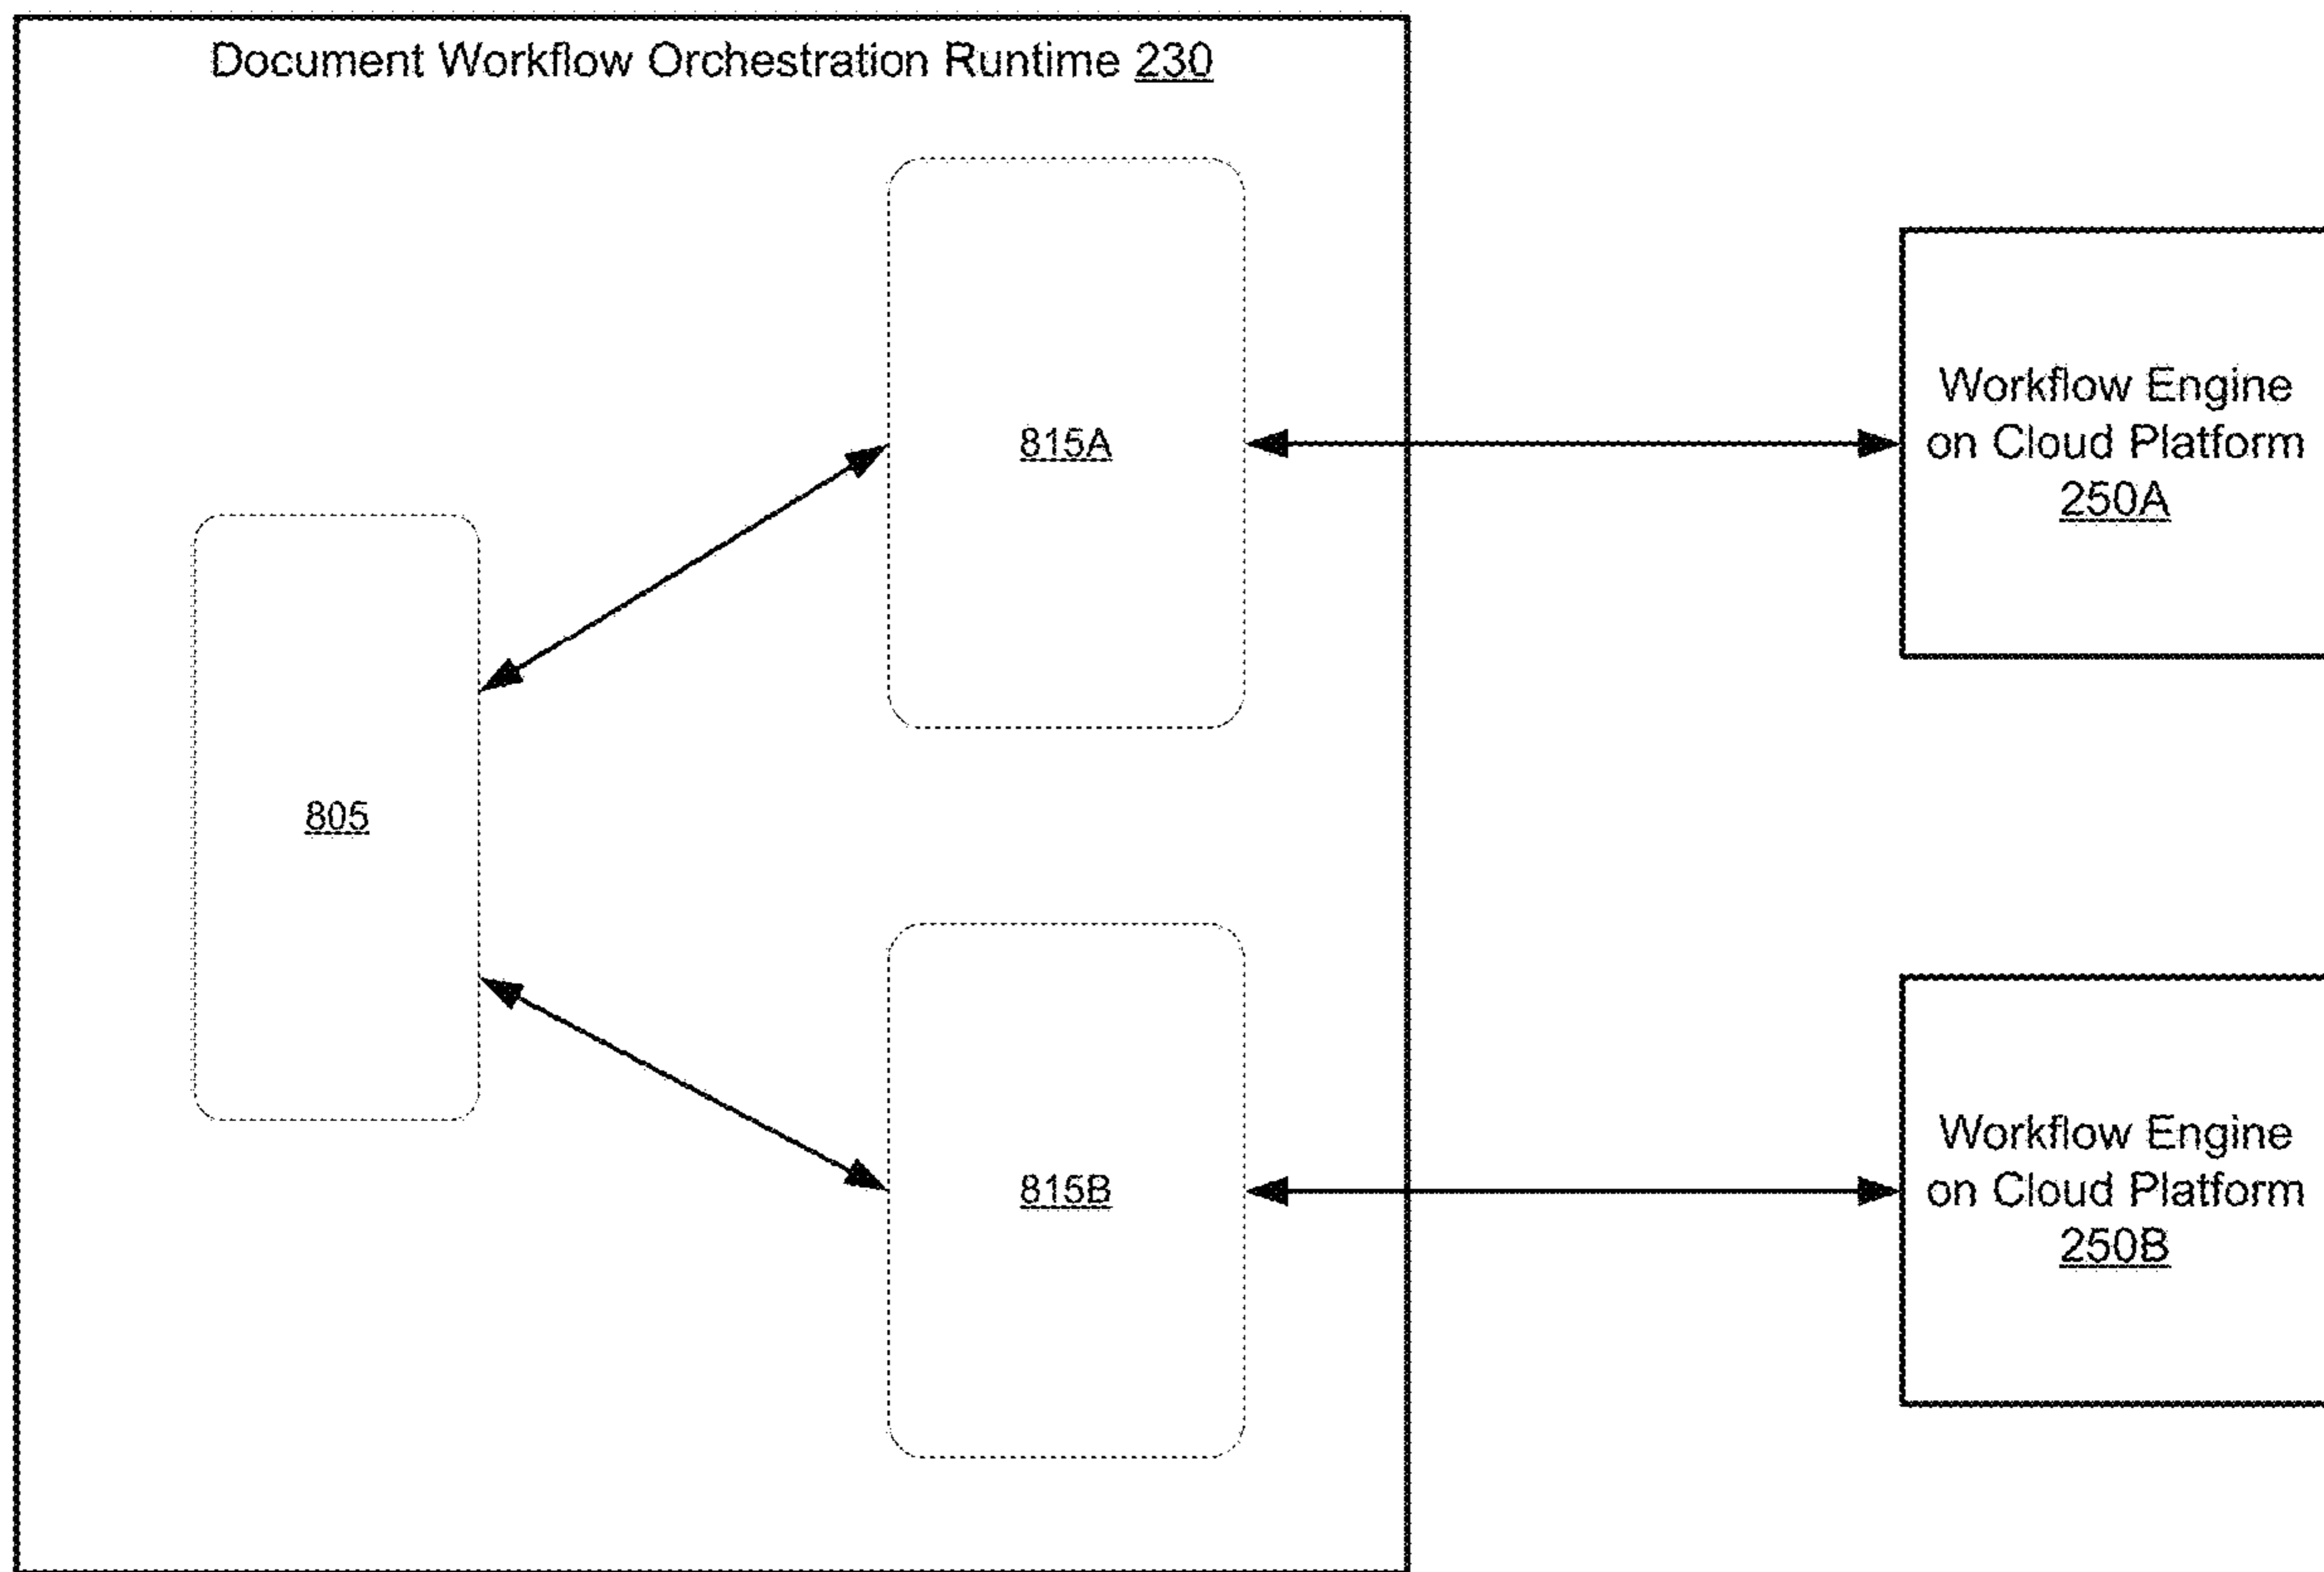 Document Workflow Orchestration Runtime 230
815A
Workflow Engine
on Cloud Platform
250A
805
815B
Workflow Engine
on Cloud Platform
250B